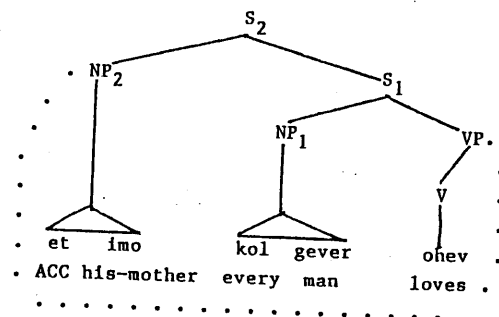 S2
NP2
S1
NP1 VP
V
et imo kol gever ohev
ACC his-mother every man loves